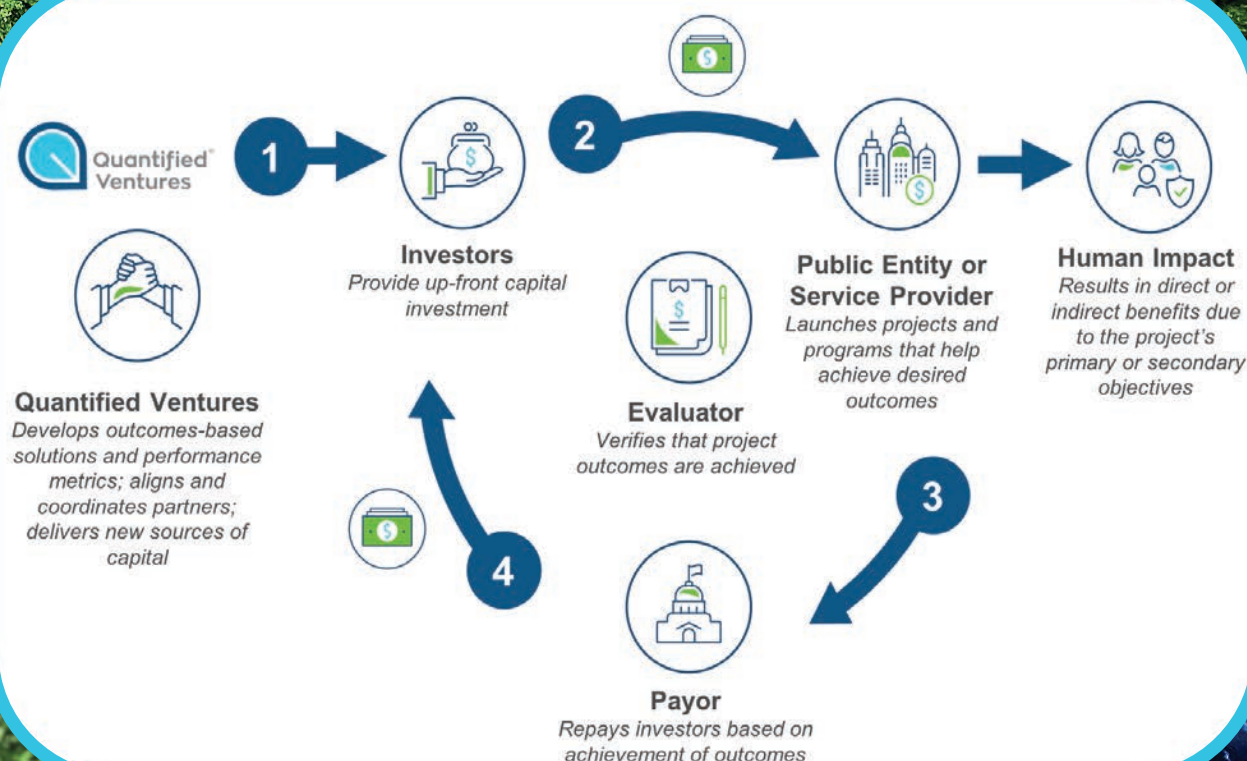 Quantified®
Ventures
1
2
Investors
Provide up-front capital
investment
Public Entity or
Service Provider
Launches projects and
programs that help
achieve desired
outcomes
Human Impact
Results in direct or
indirect benefits due
to the project's
primary or secondary
objectives
Quantified Ventures
Develops outcomes-based
solutions and performance
metrics; aligns and
coordinates partners;
delivers new sources of
capital
Evaluator
Verifies that project
outcomes are achieved
3
4
Payor
Repays investors based on
achievement of outcomes